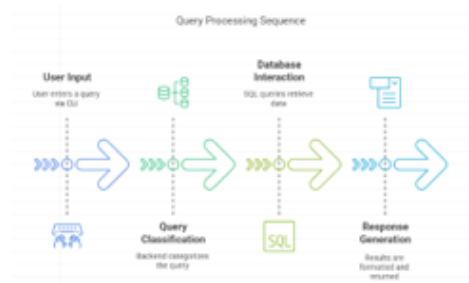 Query Processing Sequence
User Input
User enters a query
via CLI
Query
Classification
Backend categorizes
the query
Database
Interaction
SQL queries retrieve
data
SQL
Response
Generation
Results are
formatted and
returned